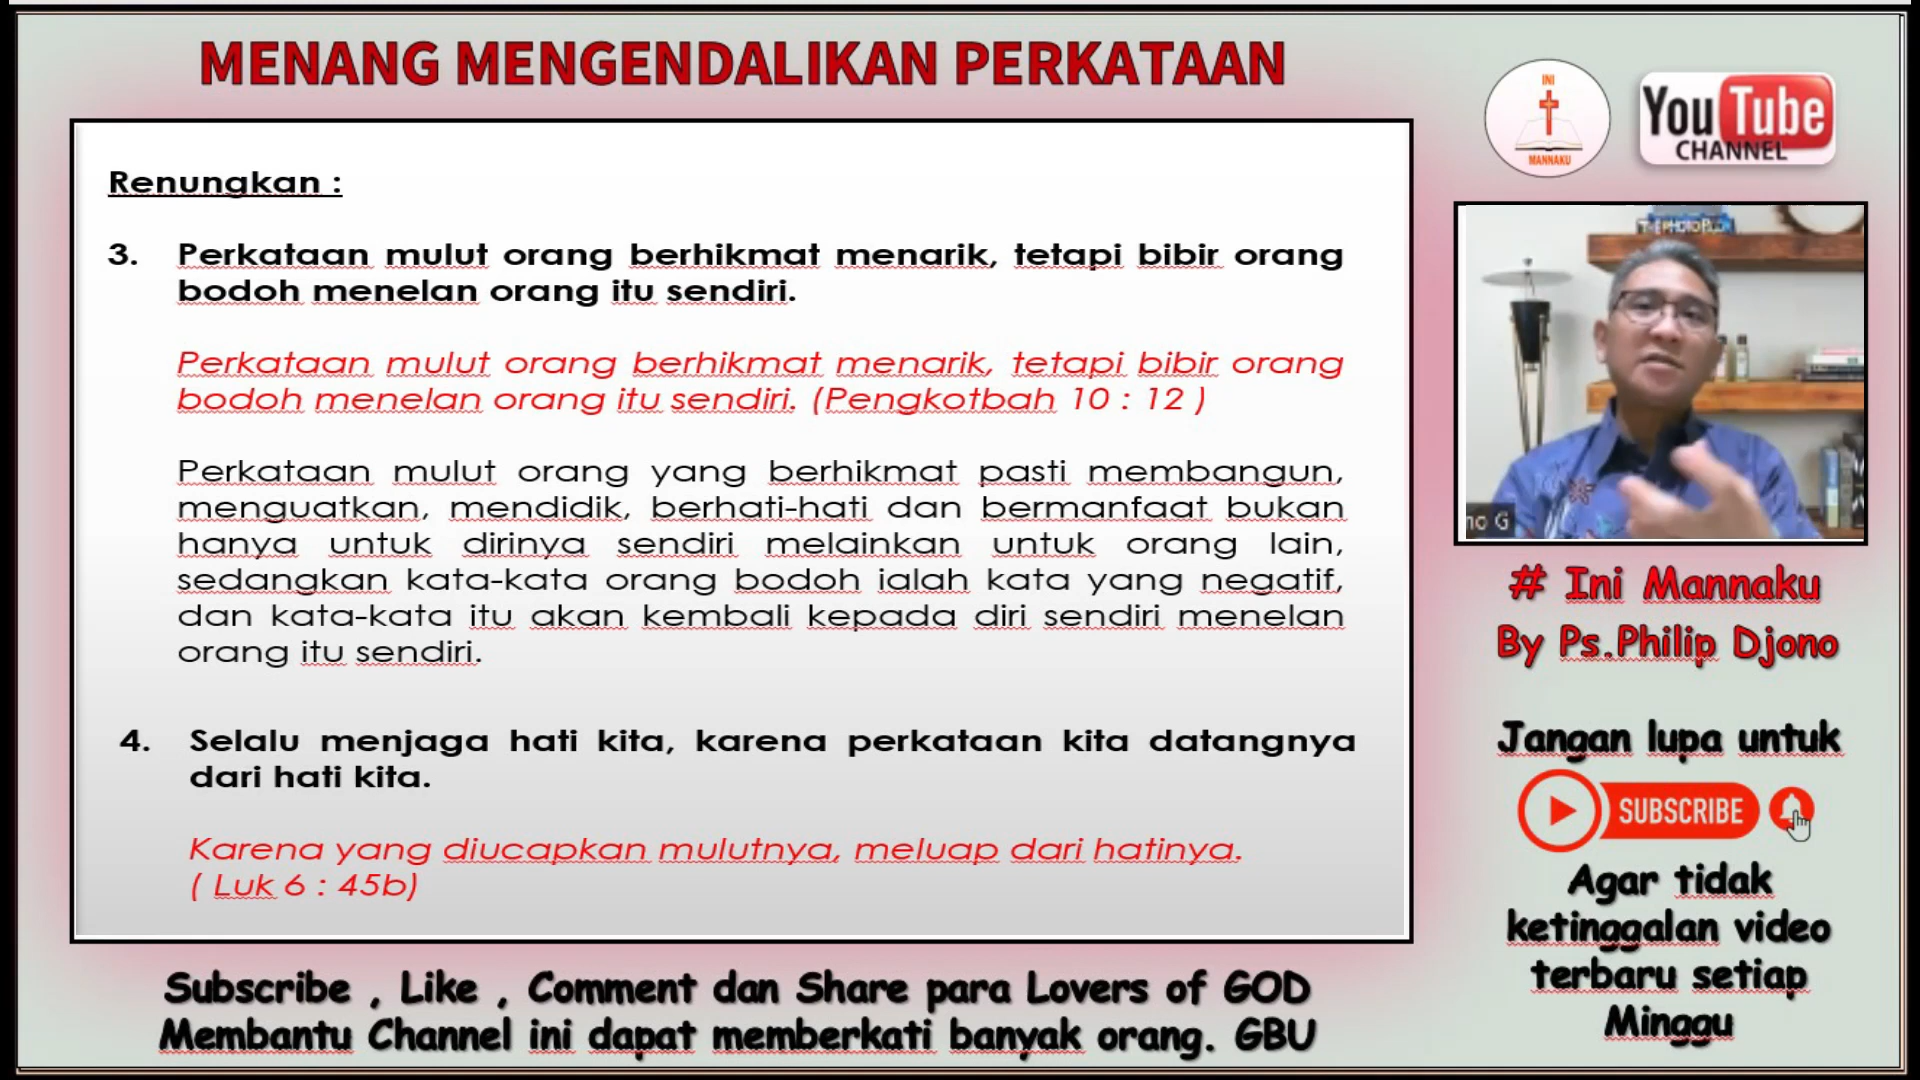 MENANG MENGENDALIKAN PERKATAAN
Renungkan :
3. Perkataan mulut orang berhikmat menarik, tetapi bibir orang
bodoh menelan orang itu sendiri.
Perkataan mulut orang berhikmat menarik, tetapi bibir orang
bodoh menelan orang itu sendiri. (Pengkotbah 10 : 12 )
Perkataan mulut orang yang berhikmat pasti membangun,
menguatkan, mendidik, berhati-hati dan bermanfaat bukan
hanya untuk dirinya sendiri melainkan untuk orang lain,
sedangkan kata-kata orang bodoh ialah kata yang negatif,
dan kata-kata itu akan kembali kepada diri sendiri menelan
orang itu sendiri.
4. Selalu menjaga hati kita, karena perkataan kita datangnya
dari hati kita.
Karena yang diucapkan mulutnya, meluap dari hatinya.
( Luk 6 : 45b)
Subscribe , Like , Comment dan Share para Lovers of GOD
Membantu Channel ini dapat memberkati banyak orang. GBU
INI
MANNAKU
YouTube
CHANNEL
no G
# Ini Mannaku
By Ps.Philip Djono
Jangan lupa untuk
SUBSCRIBE
Agar tidak
ketinggalan video
terbaru setiap
Minggu